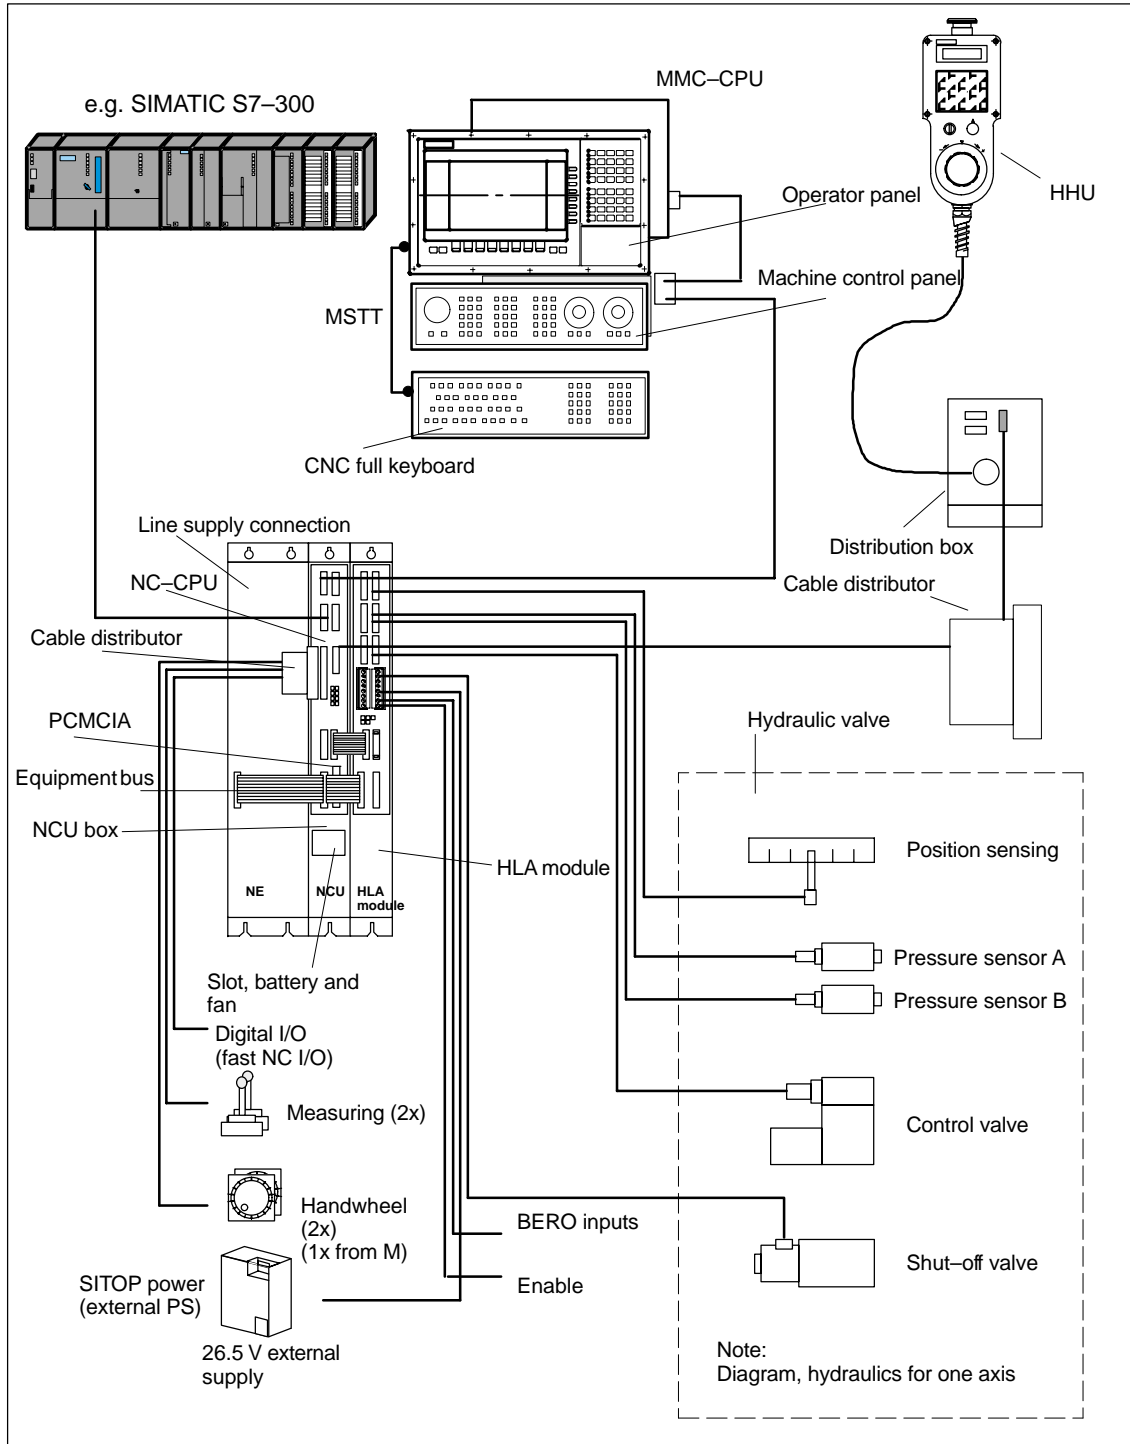 MMC–CPU
e.g. SIMATIC S7–300
Operator panel
HHU
Machine control panel
MSTT
CNC full keyboard
Line supply connection
Distribution box
NC–CPU
Cable distributor
Cable distributor
PCMCIA
Hydraulic valve
Equipment bus
NCU box
Position sensing
HLA module
NE
NCU
HLA
module
Pressure sensor A
Slot, battery and
fan
Pressure sensor B
Digital I/O
(fast NC I/O)
Measuring (2x)
Control valve
Handwheel
(2x)
(1x from M)
BERO inputs
Shut–off valve
SITOP power
(external PS)
Enable
26.5 V external
supply
Note:
Diagram, hydraulics for one axis